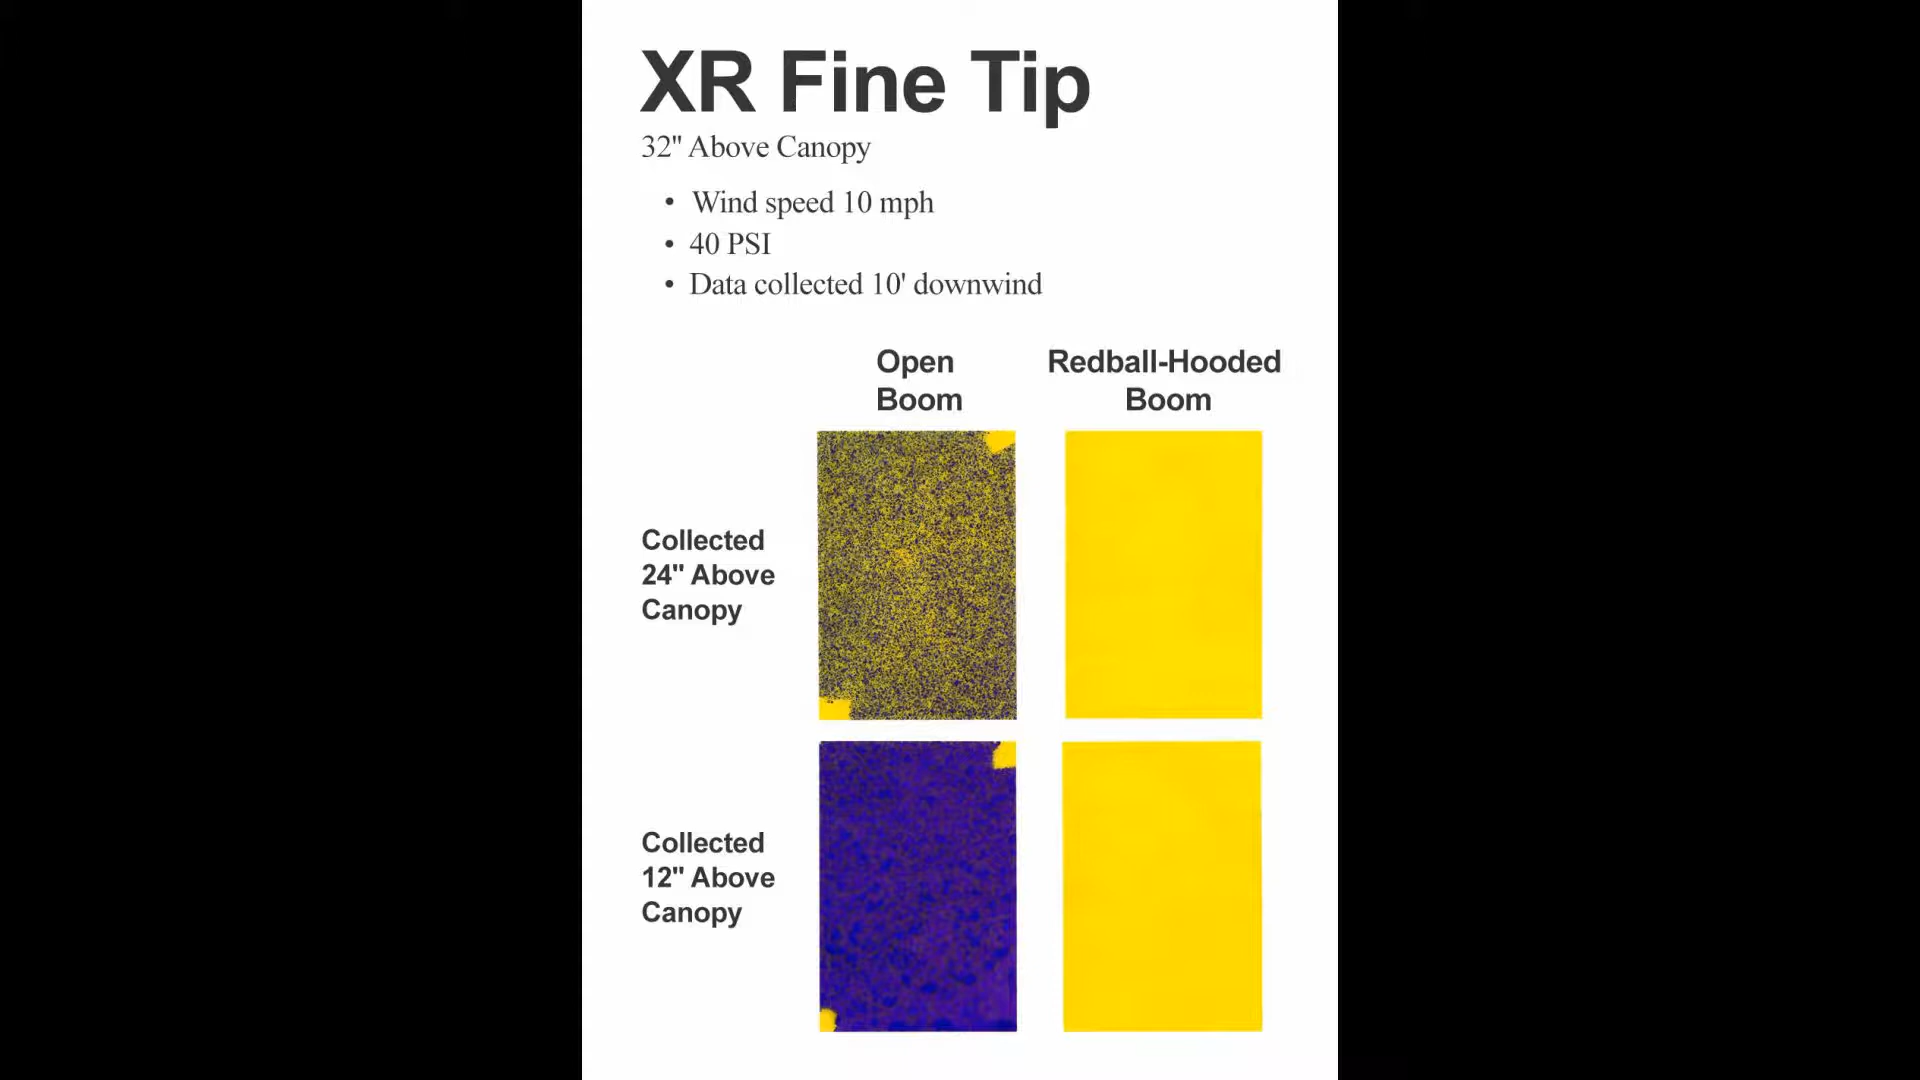 XR Fine Tip
32" Above Canopy
• Wind speed 10 mph
• 40 PSI
• Data collected 10' downwind
Open
Boom
Redball-Hooded
Boom
Collected
24" Above
Canopy
Collected
12" Above
Canopy